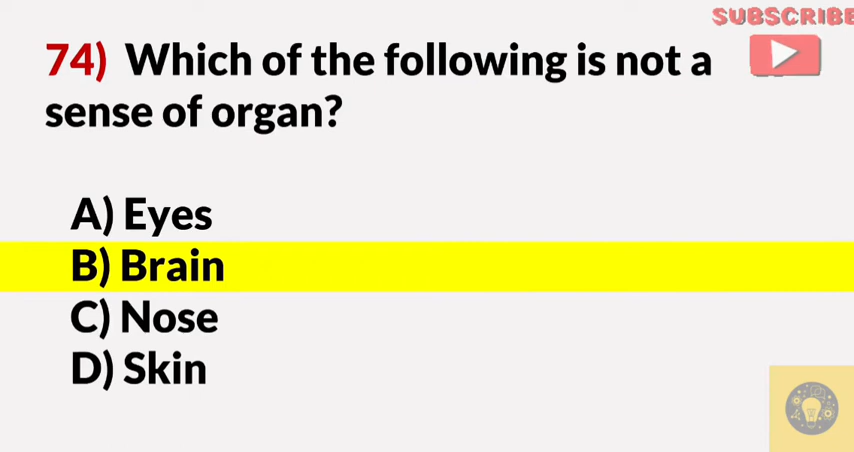 SUBSCRIBE
74) Which of the following is not a
sense of organ?
A) Eyes
B) Brain
C) Nose
D) Skin